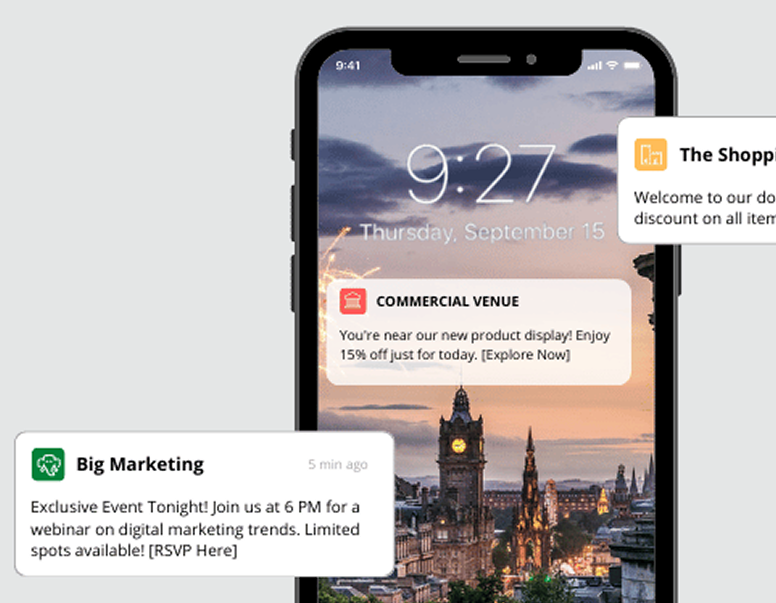 9:41
9:27
Thursday, September 15
The Shoppi
Welcome to our do
discount on all item
COMMERCIAL VENUE
You're near our new product display! Enjoy
15% off just for today. [Explore Now]
Big Marketing
5 min ago
Exclusive Event Tonight! Join us at 6 PM for a
webinar on digital marketing trends. Limited
spots available! [RSVP Here]